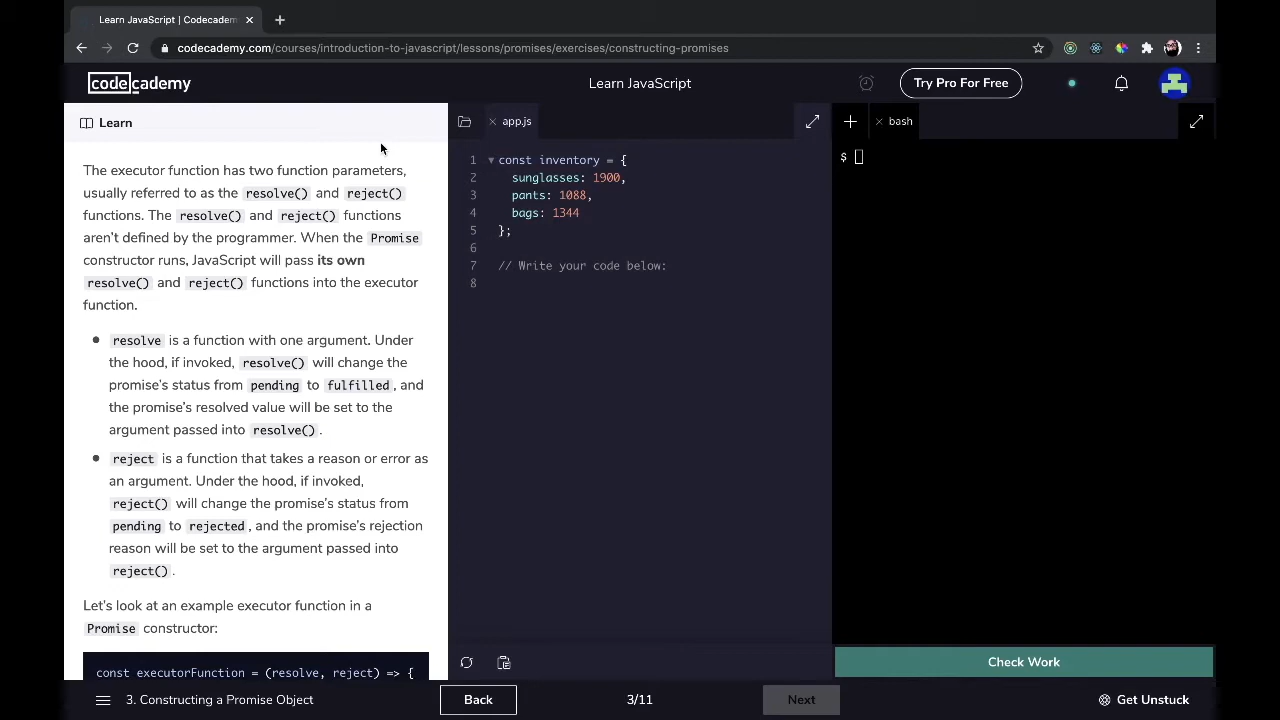 Learn JavaScript | Codecadem
codecademy.com/courses/introduction-to-javascript/lessons/promises/exercises/constructing-promises
codecademy
Learn JavaScript
Try Pro For Free
Learn
The executor function has two function parameters,
usually referred to as the resolve() and reject()
functions. The resolve() and reject() functions
aren't defined by the programmer. When the Promise
constructor runs, JavaScript will pass its own
resolve() and reject() functions into the executor
function.
resolve is a function with one argument. Under
the hood, if invoked, resolve() will change the
promise's status from pending to fulfilled, and
the promise's resolved value will be set to the
argument passed into resolve().
reject is a function that takes a reason or error as
an argument. Under the hood, if invoked,
reject() will change the promise's status from
pending to rejected, and the promise's rejection
reason will be set to the argument passed into
reject().
Let's look at an example executor function in a
Promise constructor:
const executorFunction = (resolve, reject) => {
app.js
1 const inventory = {
2 sunglasses: 1900,
3 pants: 1088,
4 bags: 1344
5 };
6
7 // Write your code below:
8
bash
$
Check Work
3. Constructing a Promise Object
Back
3/11
Next
Get Unstuck